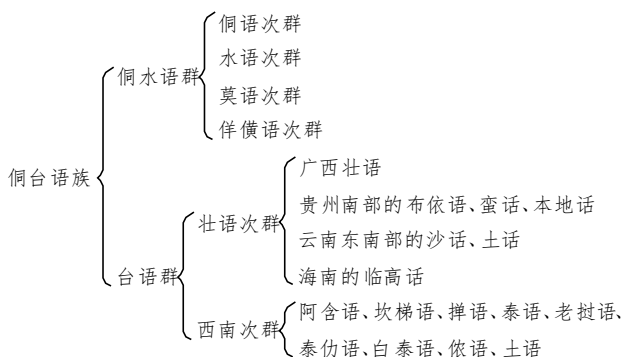 侗语次群
水语次群
侗水语群
莫语次群
佯僙语次群
侗台语族
广西壮语
贵州南部的布依语、蛮话、本地话
壮语次群
云南东南部的沙话、土话
海南的临高话
台语群
阿含语、坎梯语、掸语、泰语、老挝语、
西南次群
泰仂语、白泰语、侬语、土语